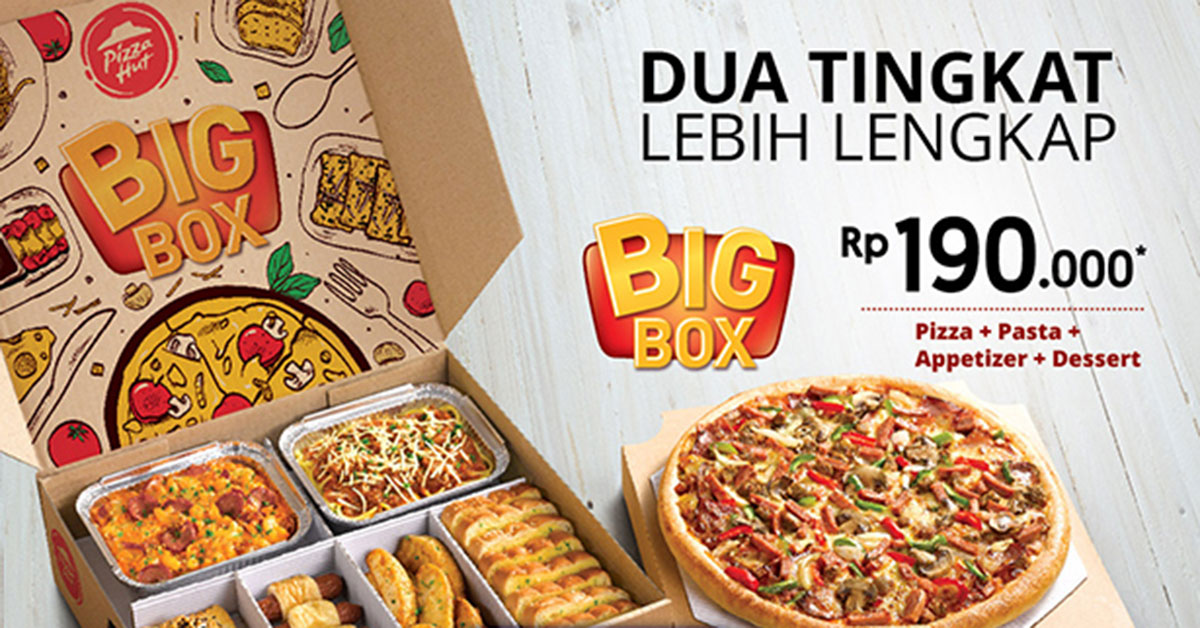 Pizza
Hut
BIG
BOX
DUA TINGKAT
LEBIH LENGKAP
BIG
BOX
Rp 190.000*
Pizza + Pasta +
Appetizer + Dessert